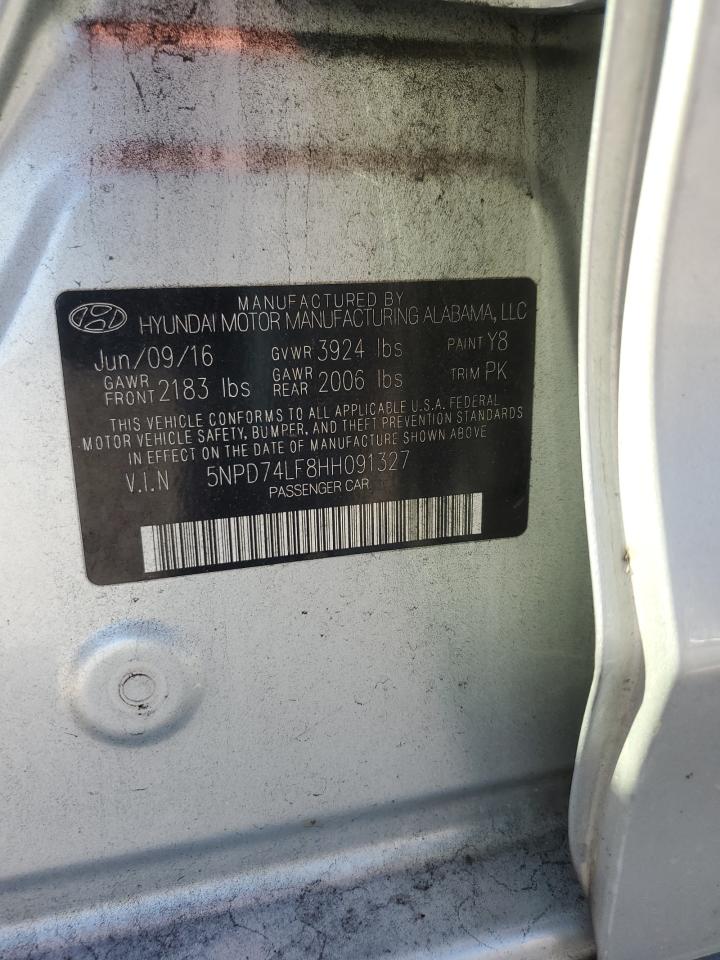 MANUFACTURED BY
HYUNDAI MOTOR MANUFACTURING ALABAMA, LLC
Jun/09/16 GVWR 3924 lbs PAINT Y8
GAWR FRONT 2183 lbs GAWR REAR 2006 lbs TRIM PK
THIS VEHICLE CONFORMS TO ALL APPLICABLE U.S.A. FEDERAL
MOTOR VEHICLE SAFETY, BUMPER, AND THEFT PREVENTION STANDARDS
IN EFFECT ON THE DATE OF MANUFACTURE SHOWN ABOVE.
V.I.N 5NPD74LF8HH091327
PASSENGER CAR